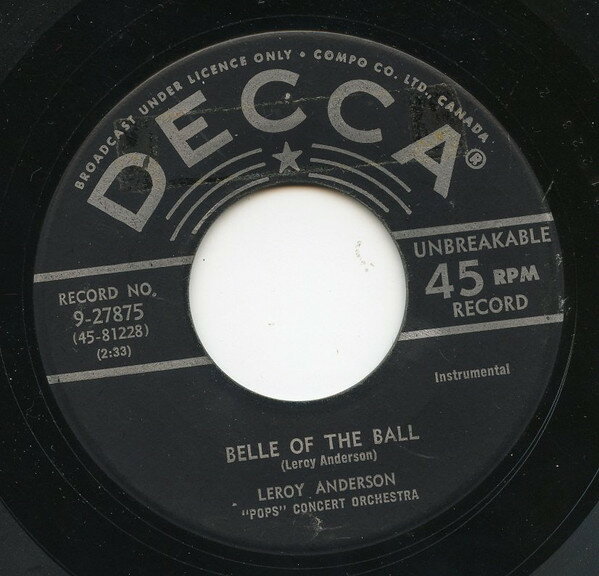 BROADCAST UNDER LICENCE ONLY • COMPO CO. LTD., CANADA
DECCA®
UNBREAKABLE
45 RPM
RECORD
RECORD NO.
9-27875
(45-81228)
(2:33)
Instrumental
BELLE OF THE BALL
(Leroy Anderson)
LEROY ANDERSON
"POPS" CONCERT ORCHESTRA